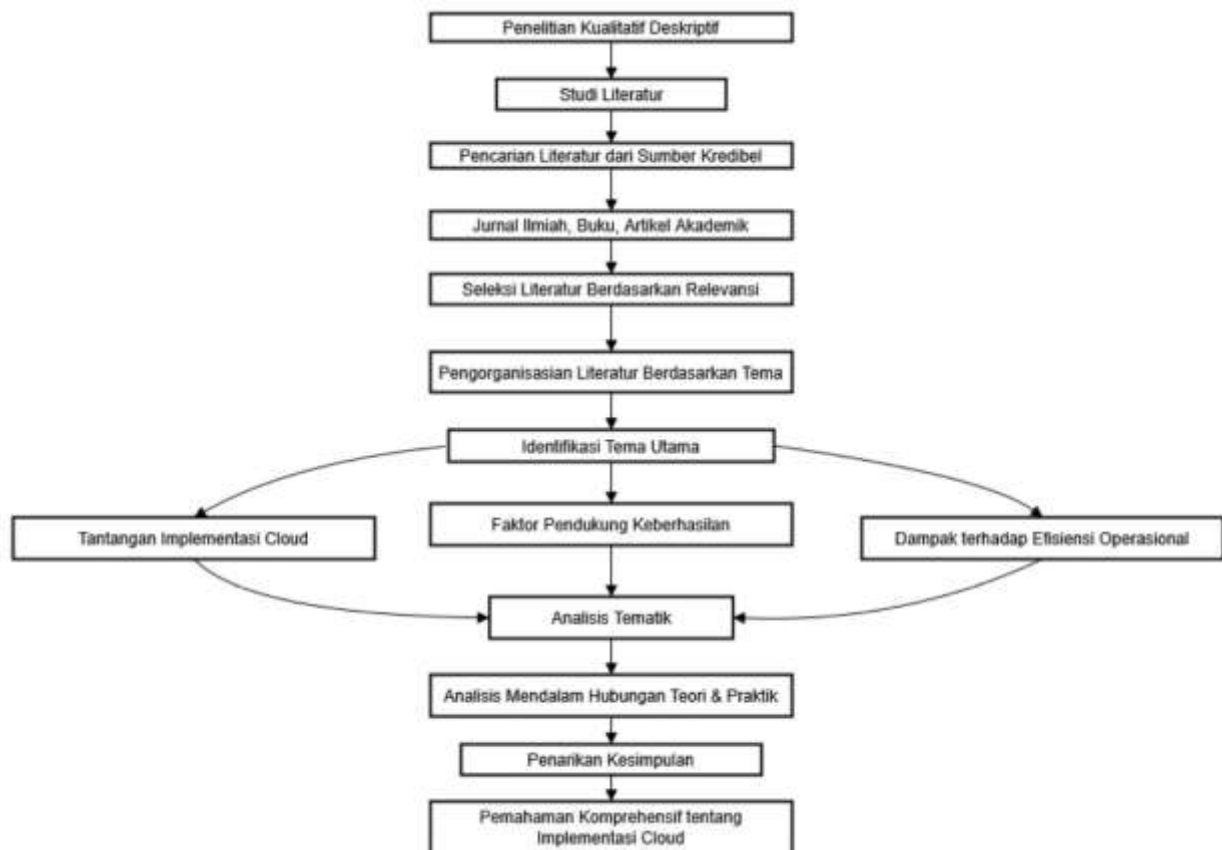 Penelitian Kualitatif Deskriptif
Studi Literatur
Pencarian Literatur dari Sumber Kredibel
Jurnal Ilmiah, Buku, Artikel Akademik
Seleksi Literatur Berdasarkan Relevansi
Pengorganisasian Literatur Berdasarkan Tema
Identifikasi Tema Utama
Tantangan Implementasi Cloud
Faktor Pendukung Keberhasilan
Dampak terhadap Efisiensi Operasional
Analisis Tematik
Analisis Mendalam Hubungan Teori & Praktik
Penarikan Kesimpulan
Pemahaman Komprehensif tentang
Implementasi Cloud